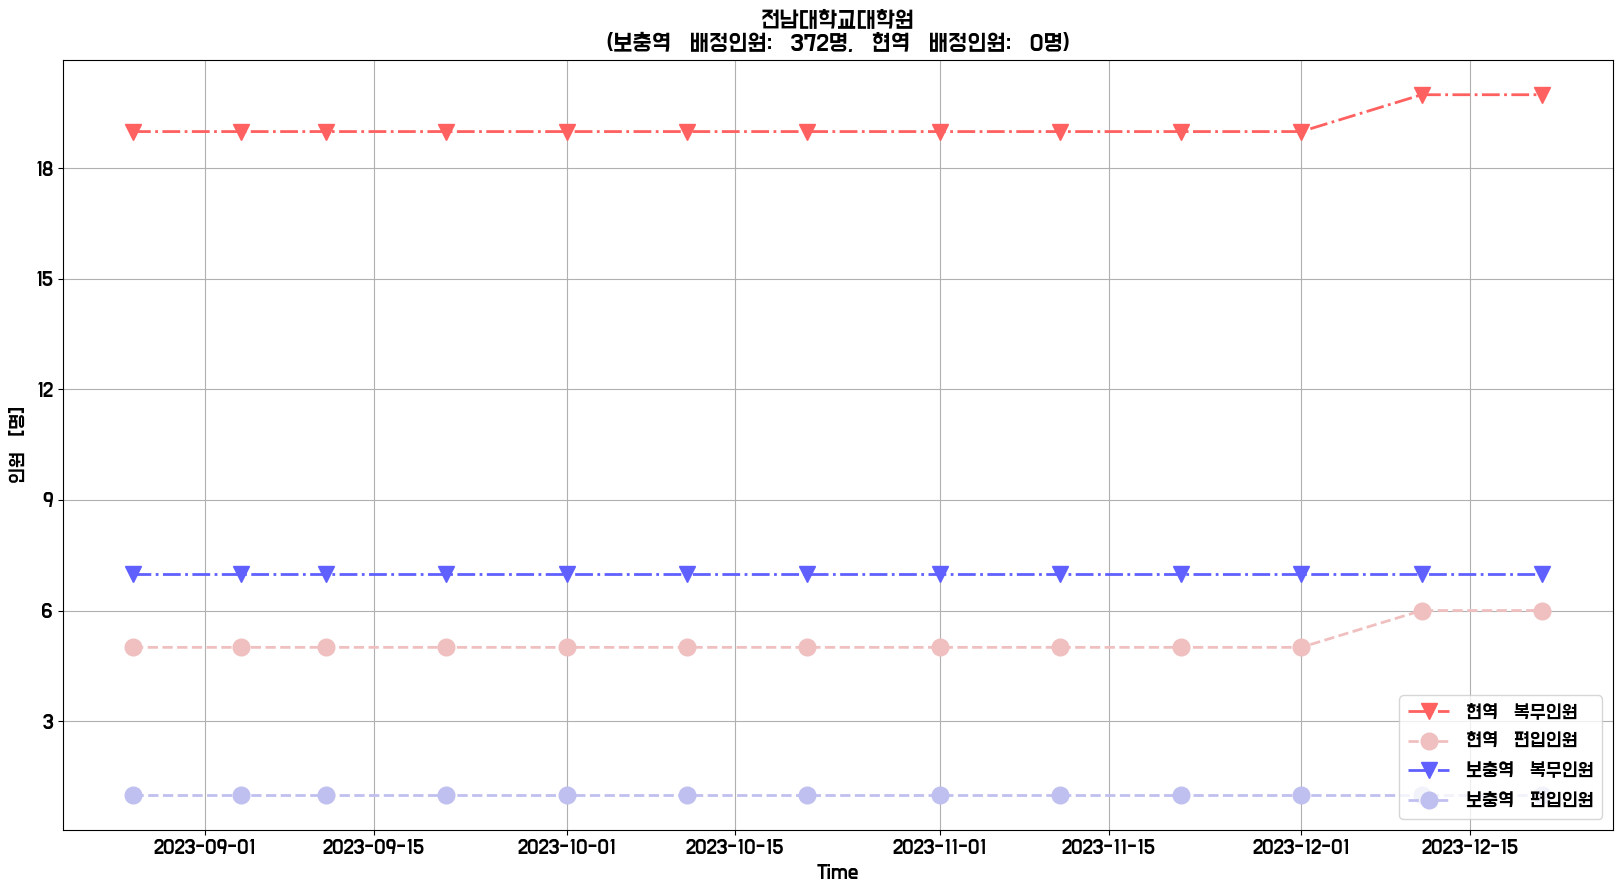 전남대학교대학원
(보충역 배정인원: 372명, 현역 배정인원: 0명)
인원 [명]
18
15
12
9
6
3
현역 복무인원
현역 편입인원
보충역 복무인원
보충역 편입인원
2023-09-01 2023-09-15 2023-10-01 2023-10-15 2023-11-01 2023-11-15 2023-12-01 2023-12-15
Time